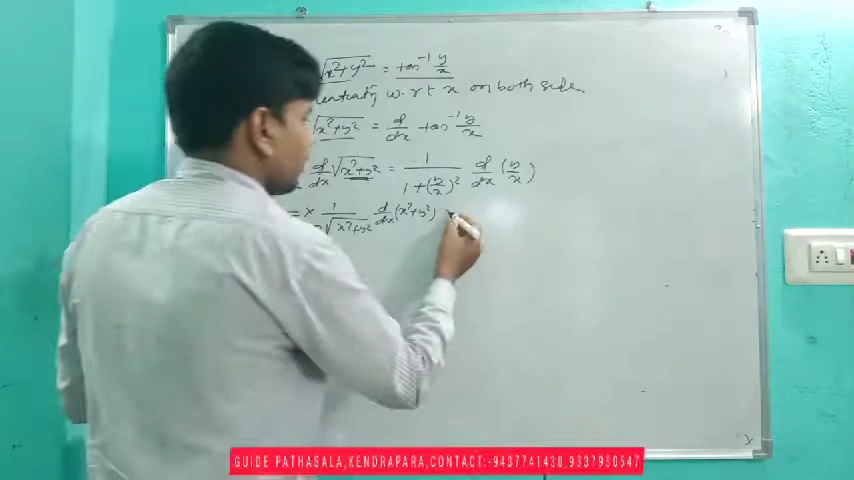 √x²+y² = tan⁻¹ y/x
w.r.t x on both side
√x²+y² = d/dx tan⁻¹ y/x
d/dx √x²+y² = 1/1+(y/x)² d/dx (y/x)
× 1/√x²+y² d/dx (x²+y²)
GUIDE PATHASALA,KENDRAPARA,CONTACT:-9437741430,9337950547